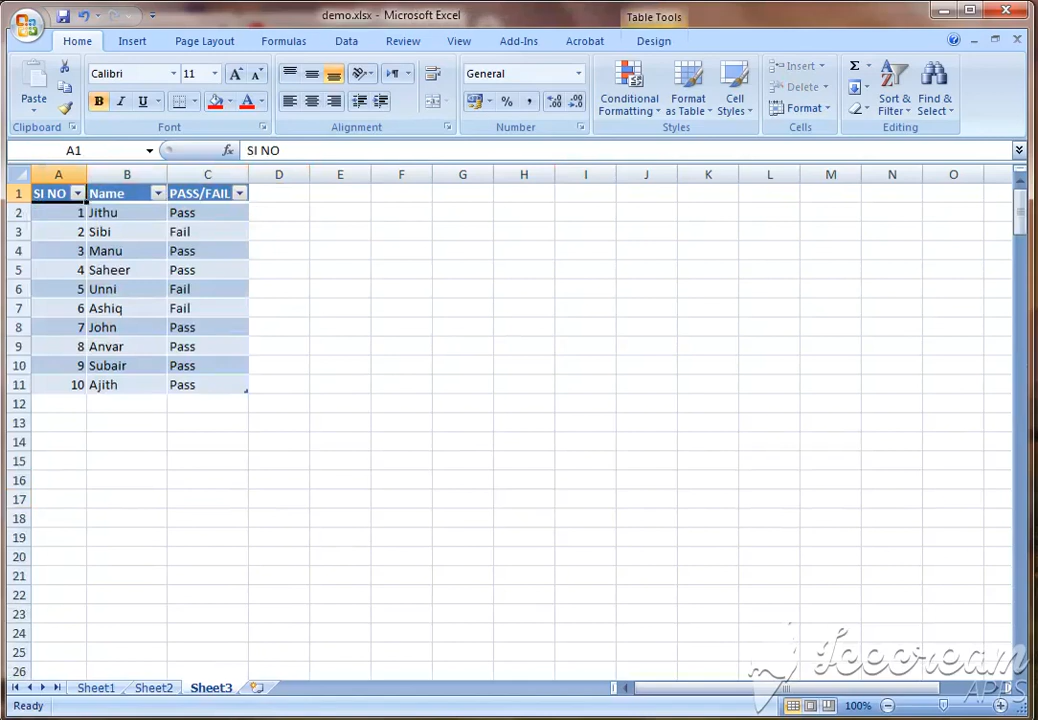 demo.xlsx - Microsoft Excel
Table Tools
Home Insert Page Layout Formulas Data Review View Add-Ins Acrobat Design
Paste
Calibri 11
B I U
General
Conditional Formatting
Format as Table
Cell Styles
Insert
Delete
Format
Sort & Filter
Find & Select
Clipboard Font Alignment Number Styles Cells Editing
A1 fx SI NO
A B C D E F G H I J K L M N O
1 SI NO Name PASS/FAIL
2 1 Jithu Pass
3 2 Sibi Fail
4 3 Manu Pass
5 4 Saheer Pass
6 5 Unni Fail
7 6 Ashiq Fail
8 7 John Pass
9 8 Anvar Pass
10 9 Subair Pass
11 10 Ajith Pass
12
13
14
15
16
17
18
19
20
21
22
23
24
25
26
Icecream
APPS
Sheet1 Sheet2 Sheet3
Ready 100%